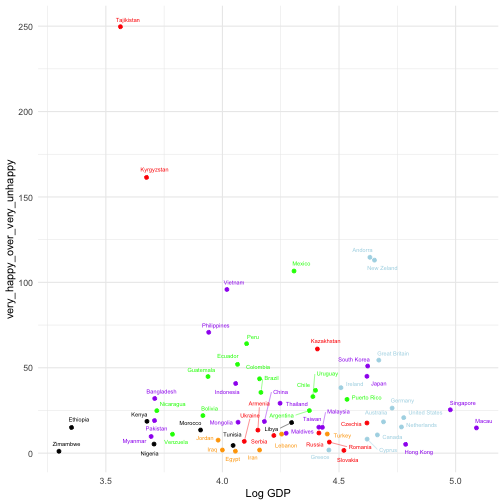 Tajikistan
250
200
Kyrgyzstan
150
Andorra
Mexico
New Zeland
100
Vietnam
Philippines
Peru
Kazakhstan
Great Britain
Ecuador
South Korea
50
Guatemala
Colombia
Uruguay
Brasil
Chile
Ireland
Japan
Bangladesh
Indonesia
China
Thailand
Puerto Rico
Germany
Singapore
Nicaragua
Bolivia
Armenia
Argentina
Malaysia
Australia
United States
Ethiopia
Kenya
Ukraine
Taiwan
Macau
Pakistan
Morocco
Mongolia
Libya
Czechia
Netherlands
Myanmar
Venzuela
Jordan
Tunisia
Serbia
Maldives
Turkey
Canada
Zimbabwe
Nigeria
Iraq
Egypt
Iran
Lebanon
Russia
Romania
Greece
Slovakia
Cyprus
Hong Kong
0
3.5
4.0
4.5
5.0
Log GDP
very_happy_over_very_unhappy